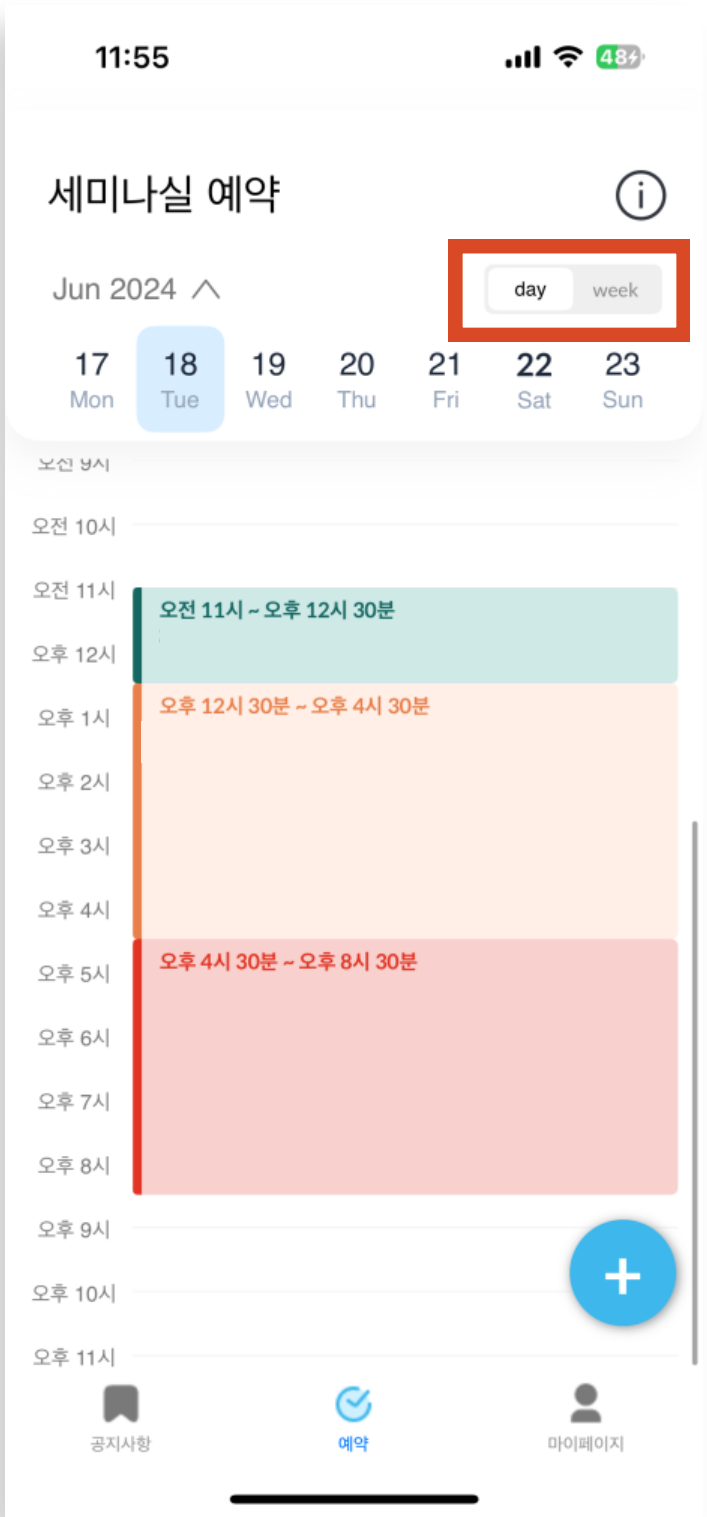 11:55
48
세미나실 예약
i
Jun 2024
day week
17 18 19 20 21 22 23
Mon Tue Wed Thu Fri Sat Sun
오전 9시
오전 10시
오전 11시
오전 11시 ~ 오후 12시 30분
오후 12시
오후 12시 30분 ~ 오후 4시 30분
오후 1시
오후 2시
오후 3시
오후 4시
오후 4시 30분 ~ 오후 8시 30분
오후 5시
오후 6시
오후 7시
오후 8시
오후 9시
오후 10시
오후 11시
공지사항 예약 마이페이지